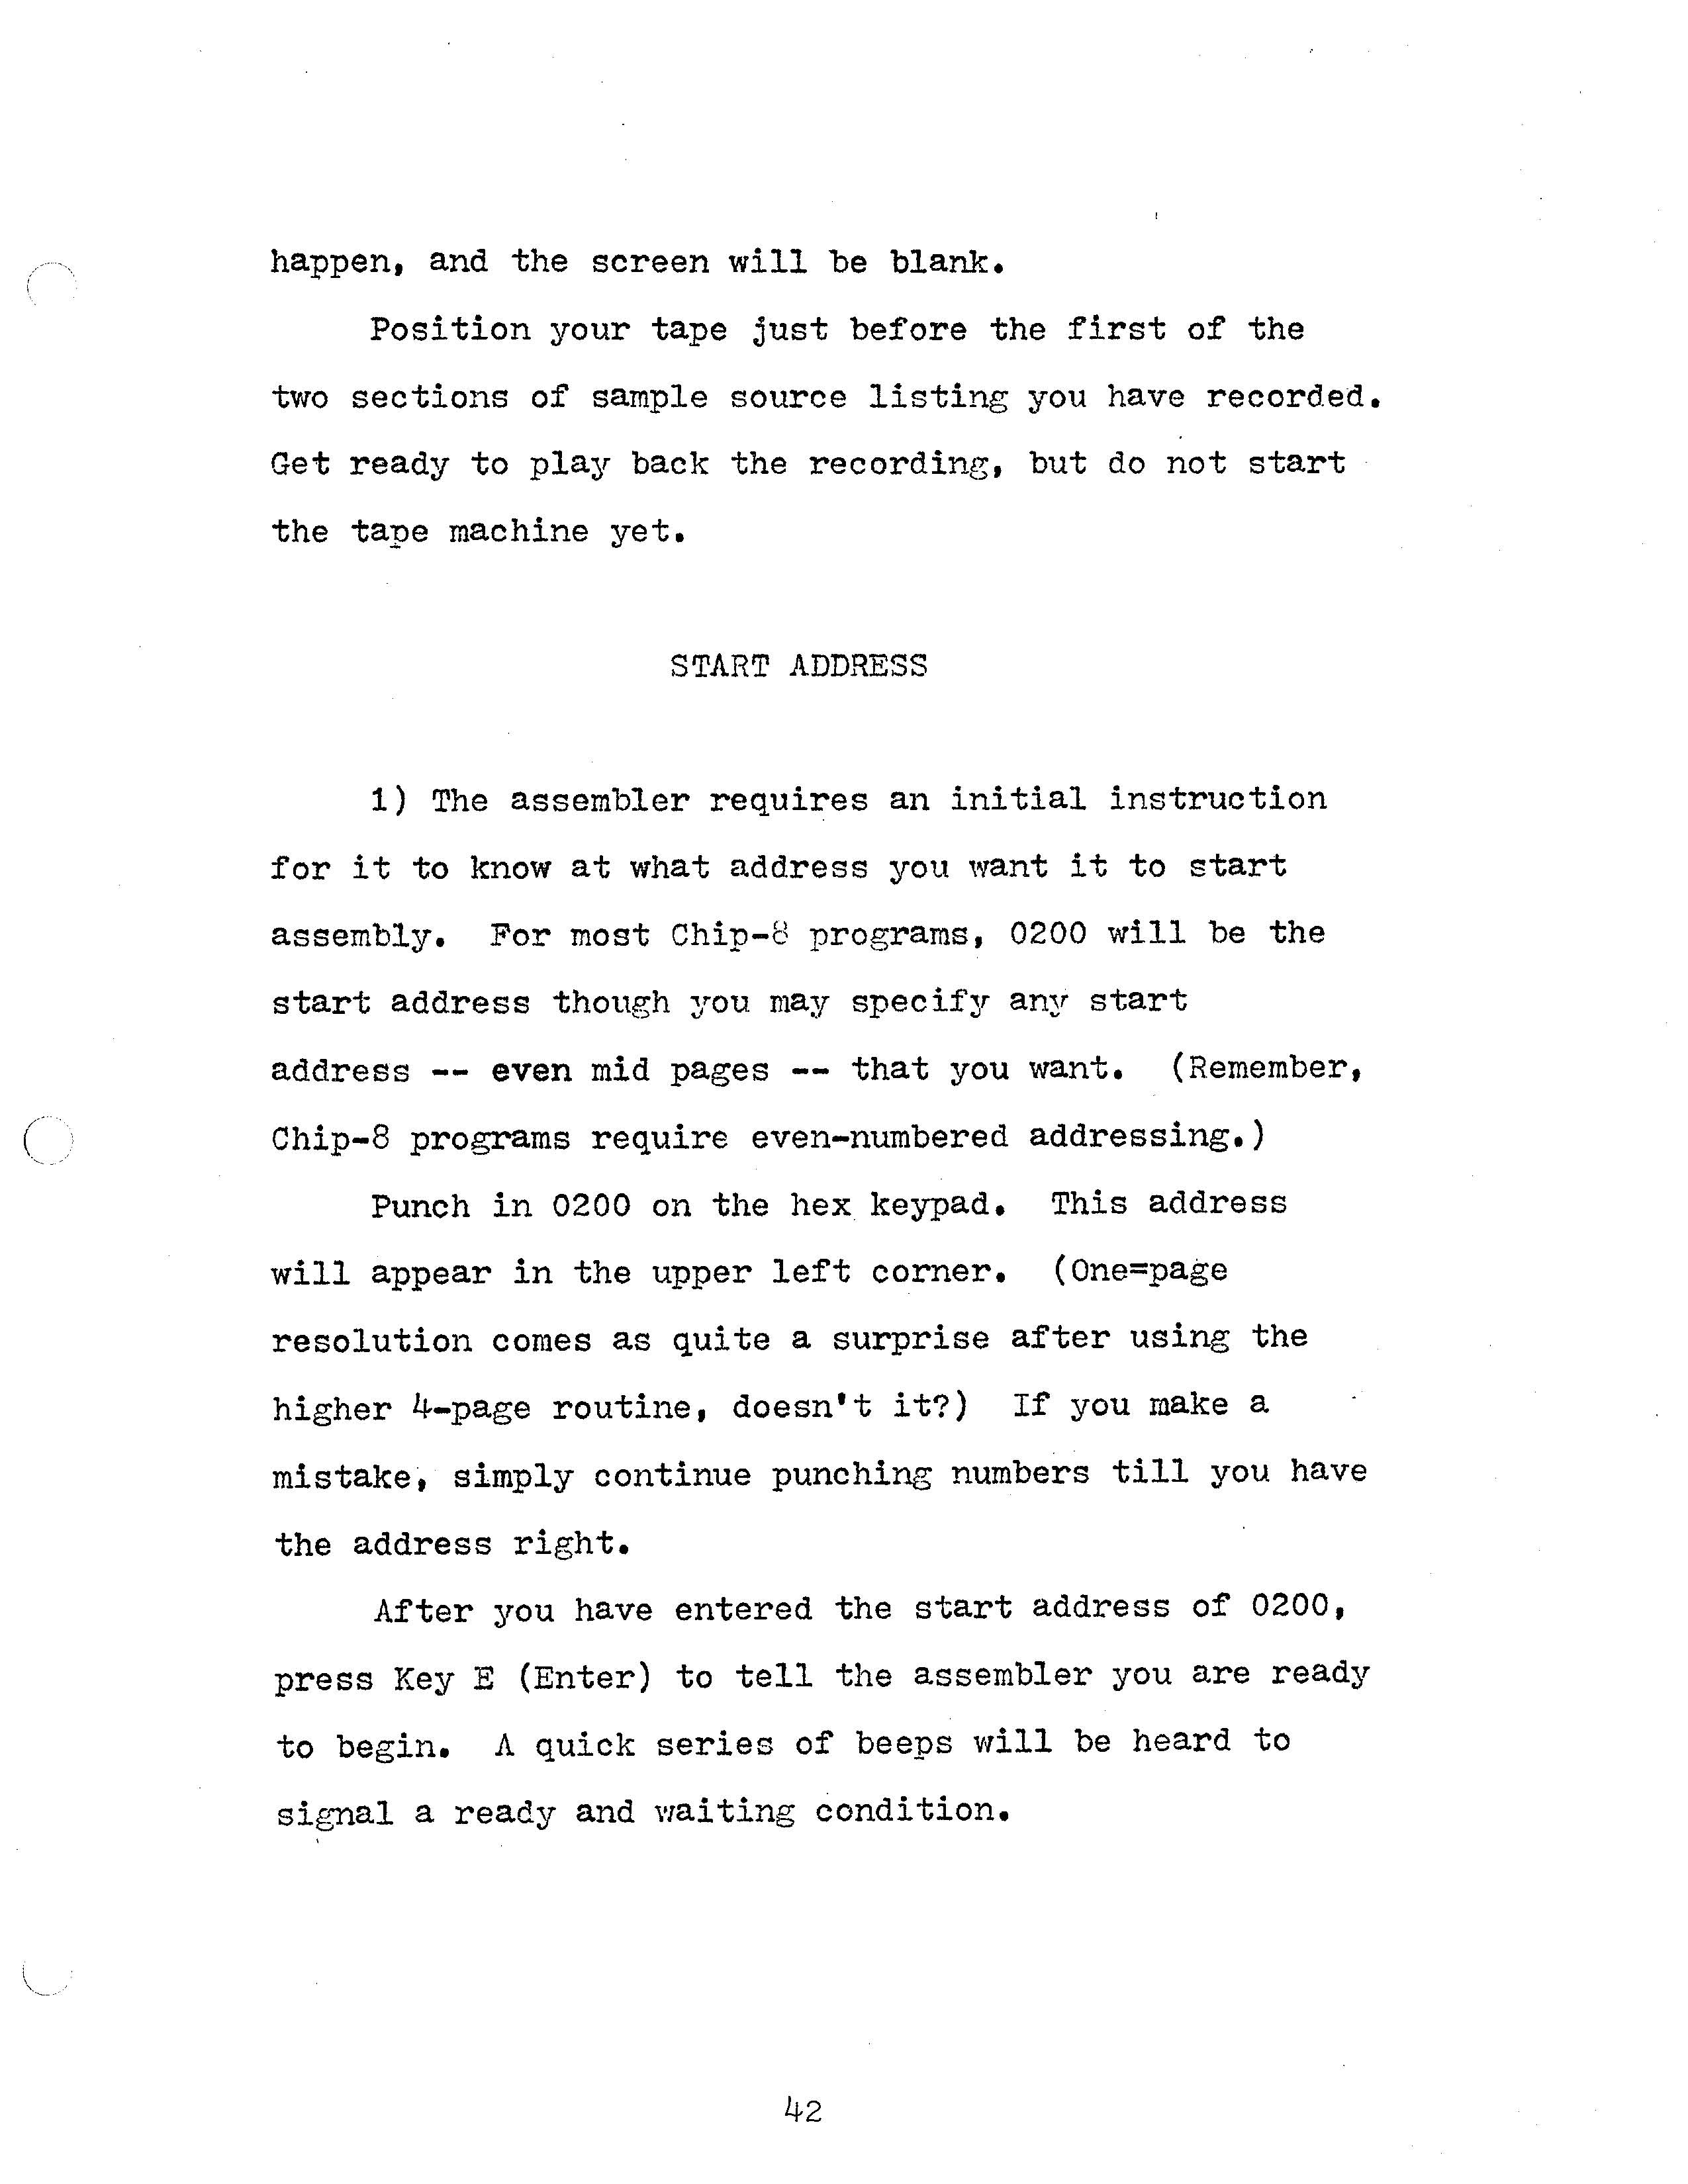 happen, and the screen will be blank.
Position your tape just before the first of the
two sections of sample source listing you have recorded.
Get ready to play back the recording, but do not start
the tape machine yet.
START ADDRESS
1) The assembler requires an initial instruction
for it to know at what address you want it to start
assembly.  For most Chip-8 programs, 0200 will be the
start address though you may specify any start
address -- even mid pages -- that you want.  (Remember,
Chip-8 programs require even-numbered addressing.)
Punch in 0200 on the hex keypad.  This address
will appear in the upper left corner.  (One=page
resolution comes as quite a surprise after using the
higher 4-page routine, doesn't it?)  If you make a
mistake, simply continue punching numbers till you have
the address right.
After you have entered the start address of 0200,
press Key E (Enter) to tell the assembler you are ready
to begin.  A quick series of beeps will be heard to
signal a ready and waiting condition.
42